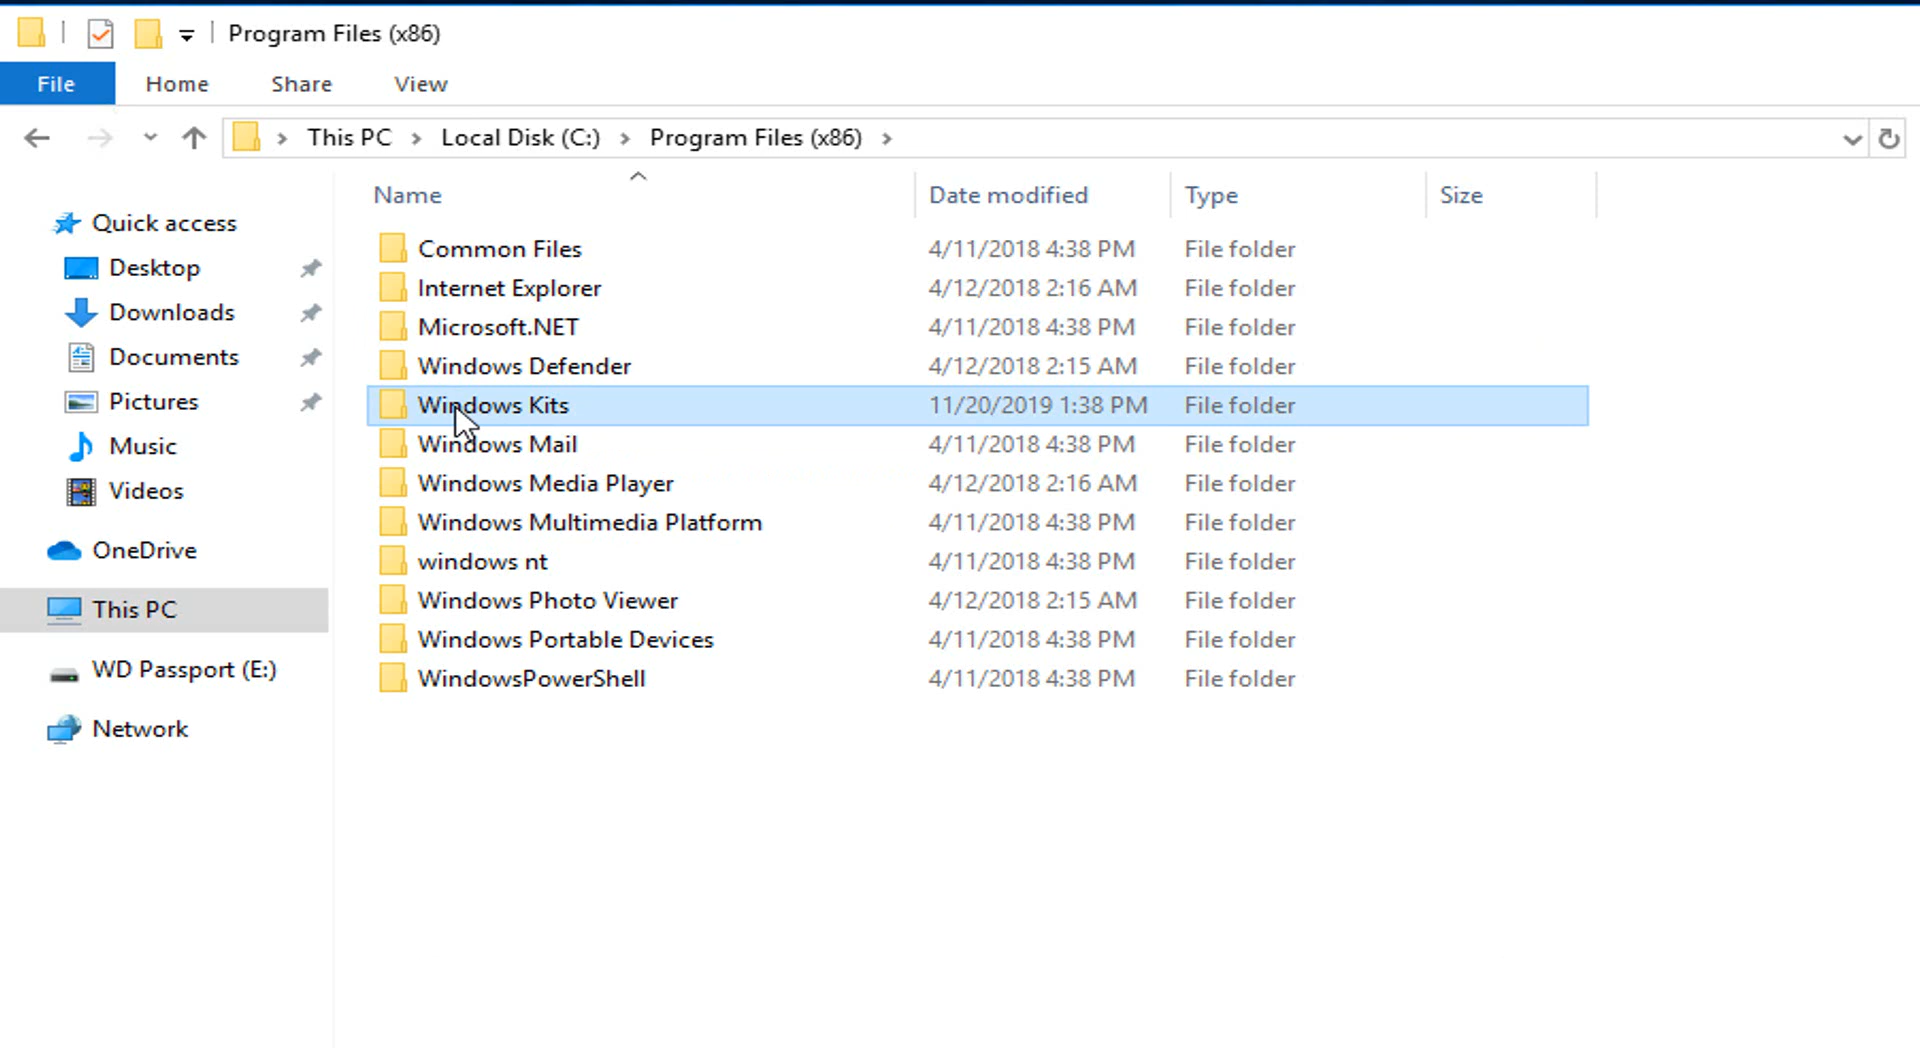 Program Files (x86)
File Home Share View
This PC Local Disk (C:) Program Files (x86)
Name Date modified Type Size
Quick access
Desktop
Downloads
Documents
Pictures
Music
Videos
OneDrive
This PC
WD Passport (E:)
Network
Common Files 4/11/2018 4:38 PM File folder
Internet Explorer 4/12/2018 2:16 AM File folder
Microsoft.NET 4/11/2018 4:38 PM File folder
Windows Defender 4/12/2018 2:15 AM File folder
Windows Kits 11/20/2019 1:38 PM File folder
Windows Mail 4/11/2018 4:38 PM File folder
Windows Media Player 4/12/2018 2:16 AM File folder
Windows Multimedia Platform 4/11/2018 4:38 PM File folder
windows nt 4/11/2018 4:38 PM File folder
Windows Photo Viewer 4/12/2018 2:15 AM File folder
Windows Portable Devices 4/11/2018 4:38 PM File folder
WindowsPowerShell 4/11/2018 4:38 PM File folder